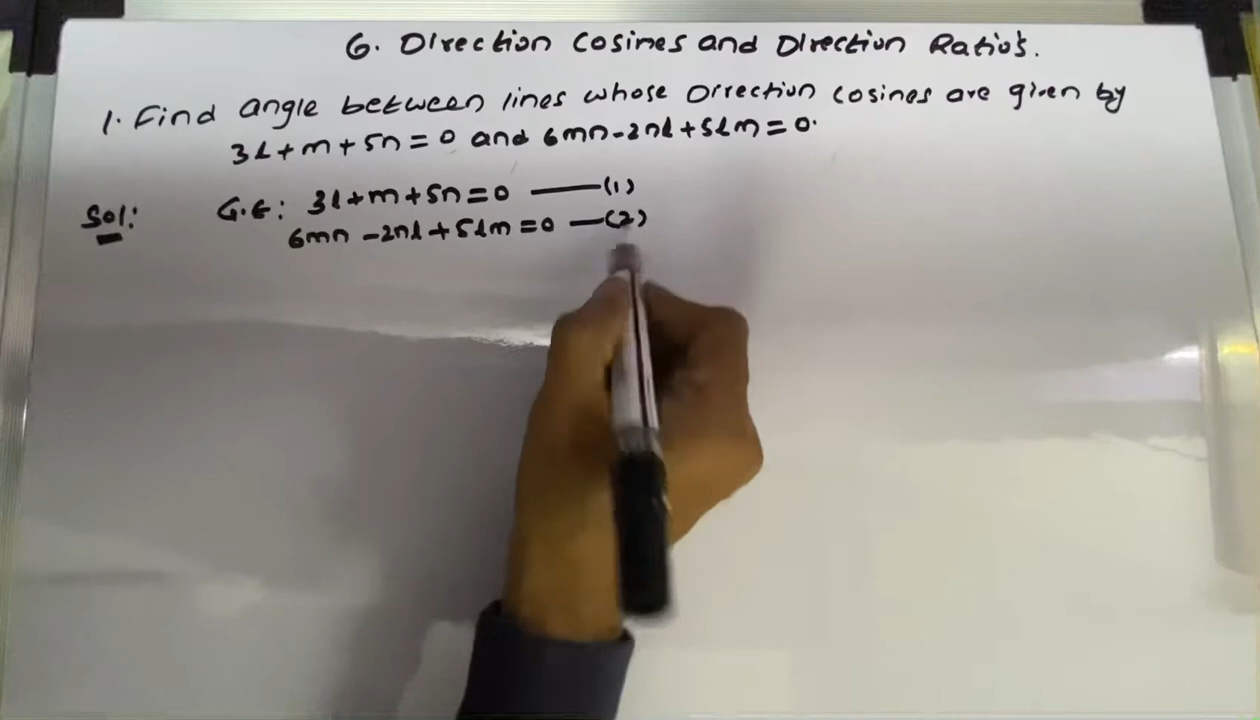 6. Direction Cosines and Direction Ratios.
1. Find angle between lines whose Direction cosines are given by
3l+m+5n=0 and 6mn-2nl+5lm=0.
Sol: G.E: 3l+m+5n=0 —(1)
6mn-2nl+5lm=0 —(2)